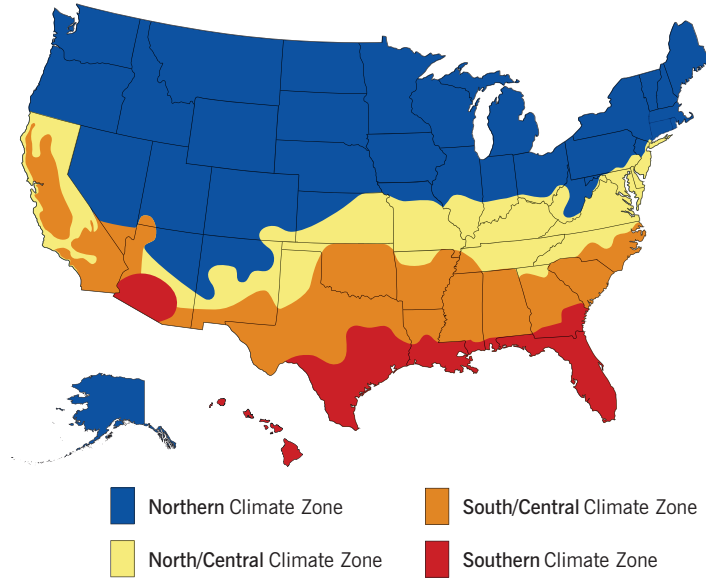 Northern Climate Zone
South/Central Climate Zone
North/Central Climate Zone
Southern Climate Zone